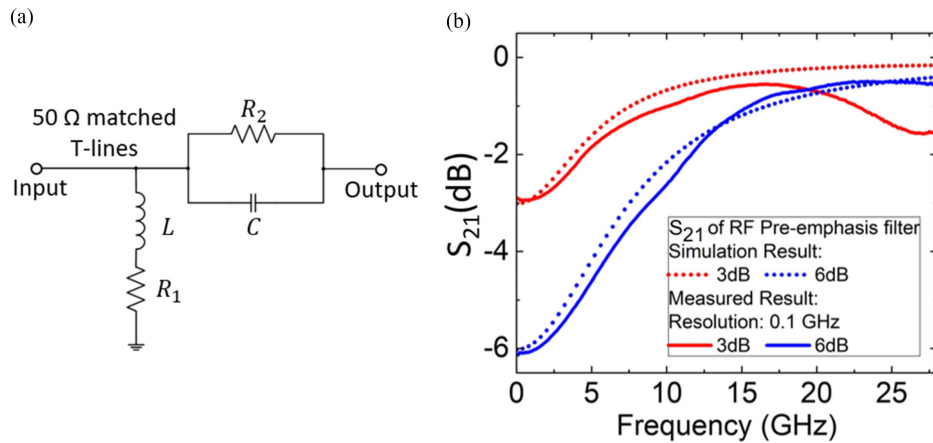 (a)
50 Ω matched
T-lines
Input
R₂
C
Output
L
R₁
(b)
S₂₁(dB)
0
-2
-4
-6
S₂₁ of RF Pre-emphasis filter
Simulation Result:
3dB 6dB
Measured Result:
Resolution: 0.1 GHz
3dB 6dB
0 5 10 15 20 25
Frequency (GHz)